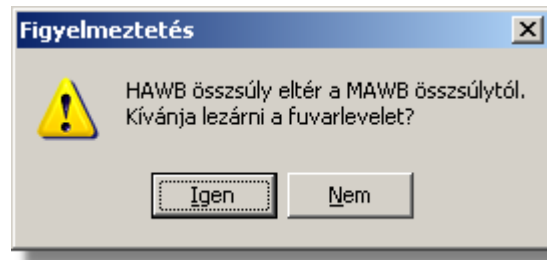 Figyelmeztetés
HAWB összsúly eltér a MAWB összsúlytól.
Kívánja lezárni a fuvarlevelet?
Igen
Nem